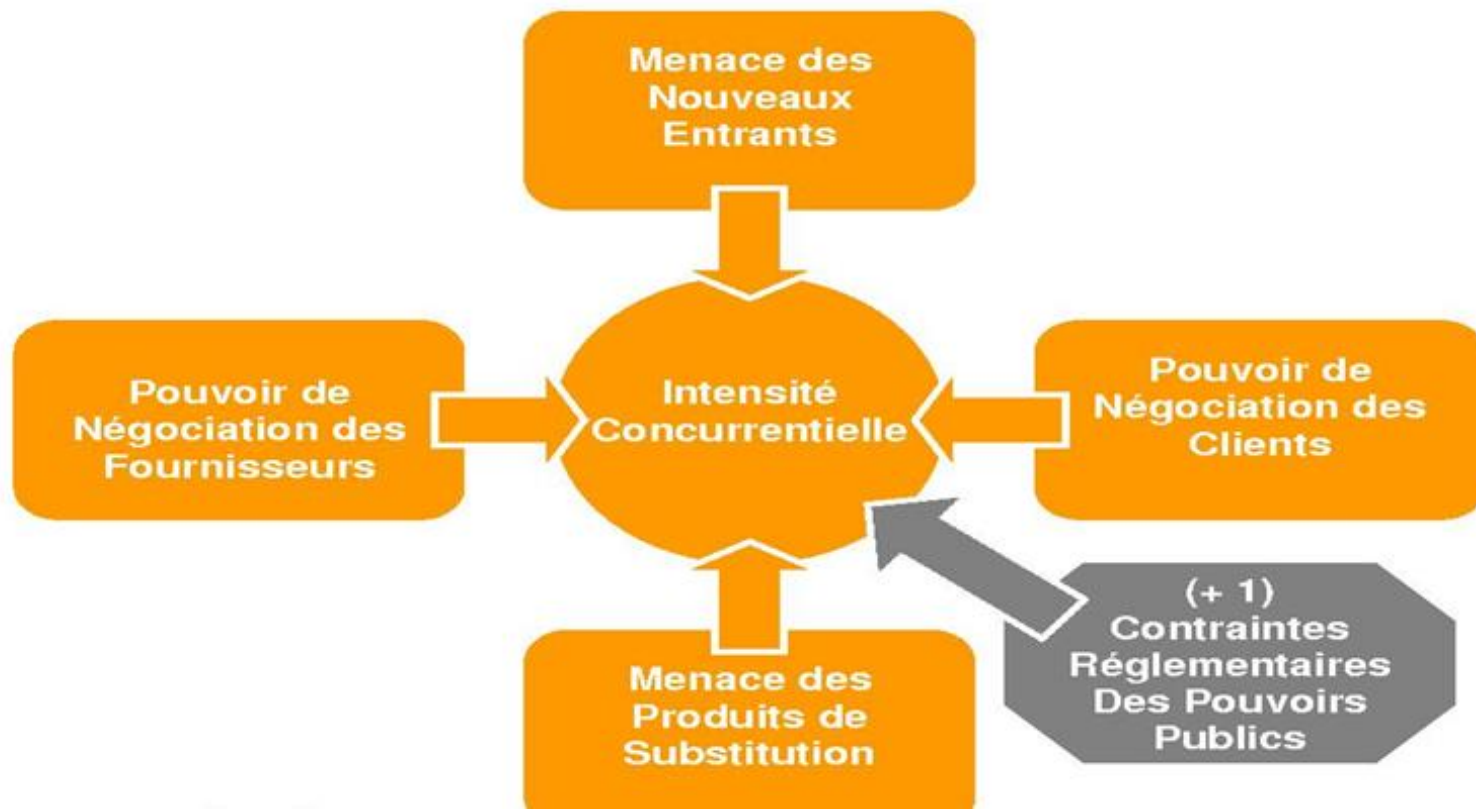 Menace des
Nouveaux
Entrants
Pouvoir de
Négociation des
Fournisseurs
Intensité
Concurrentielle
Pouvoir de
Négociation des
Clients
(+ 1)
Contraintes
Réglementaires
Des Pouvoirs
Publics
Menace des
Produits de
Substitution